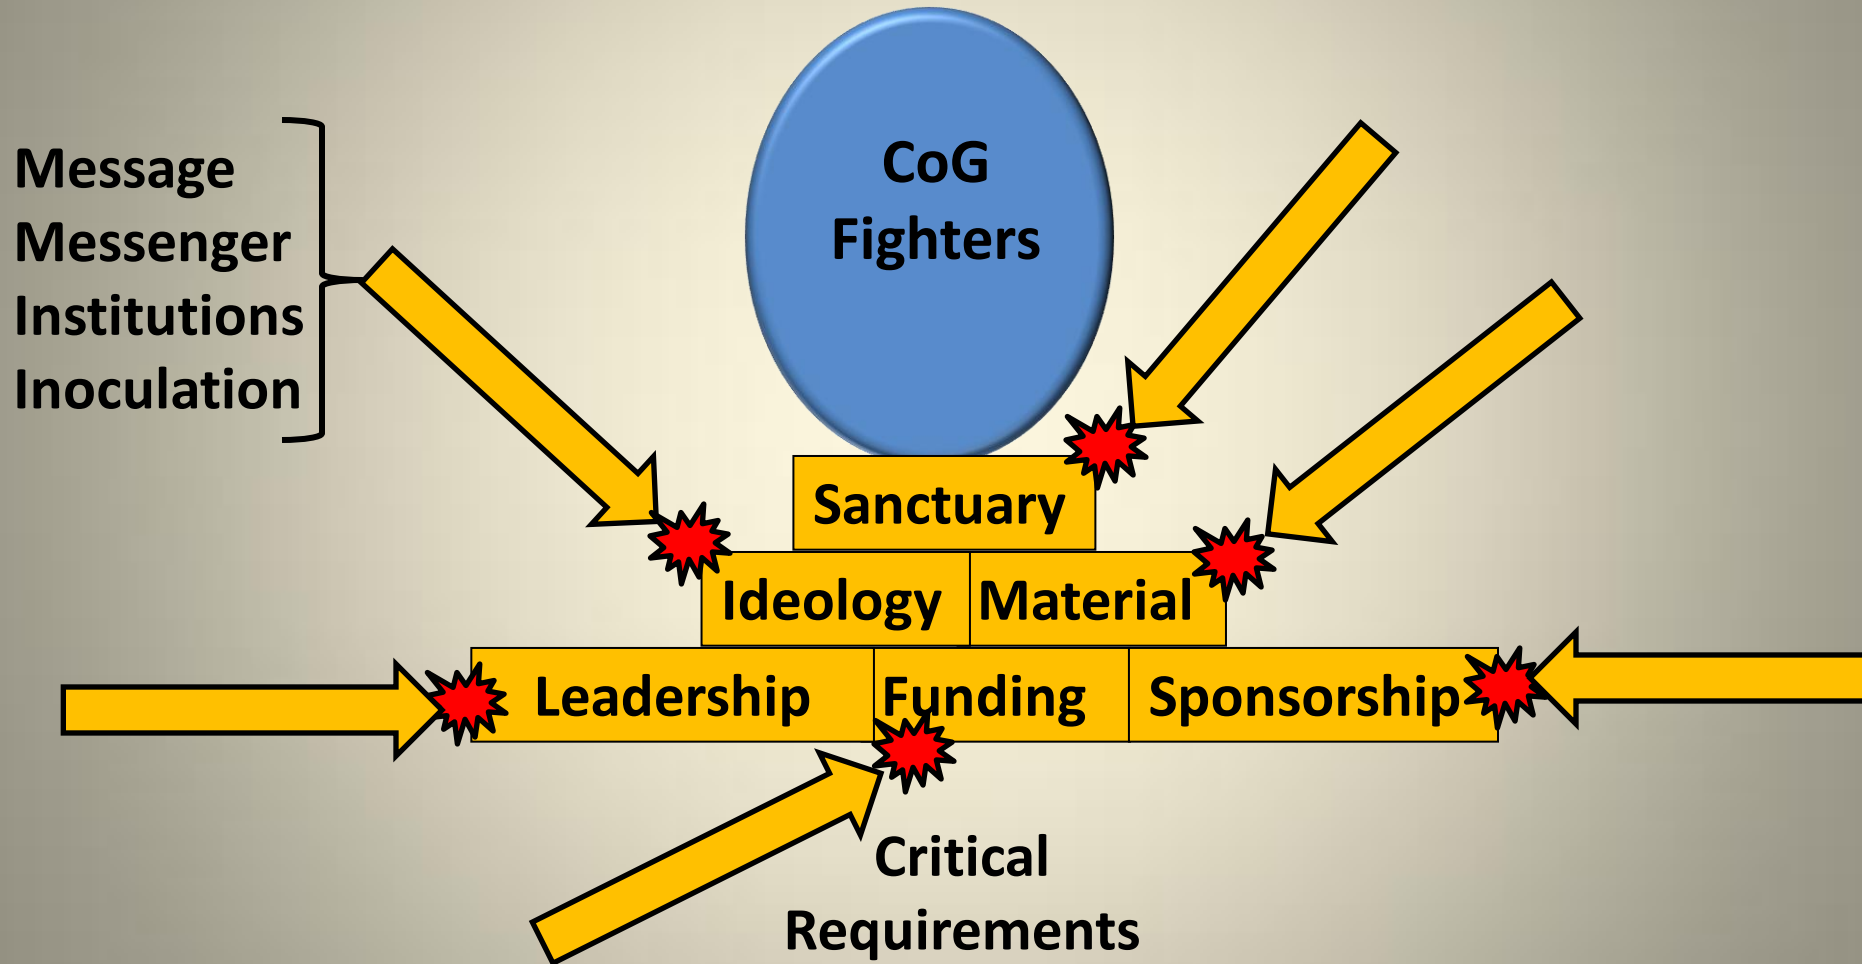 Message
Messenger
Institutions
Inoculation
CoG
Fighters
Sanctuary
Ideology
Material
Leadership
Funding
Sponsorship
Critical
Requirements